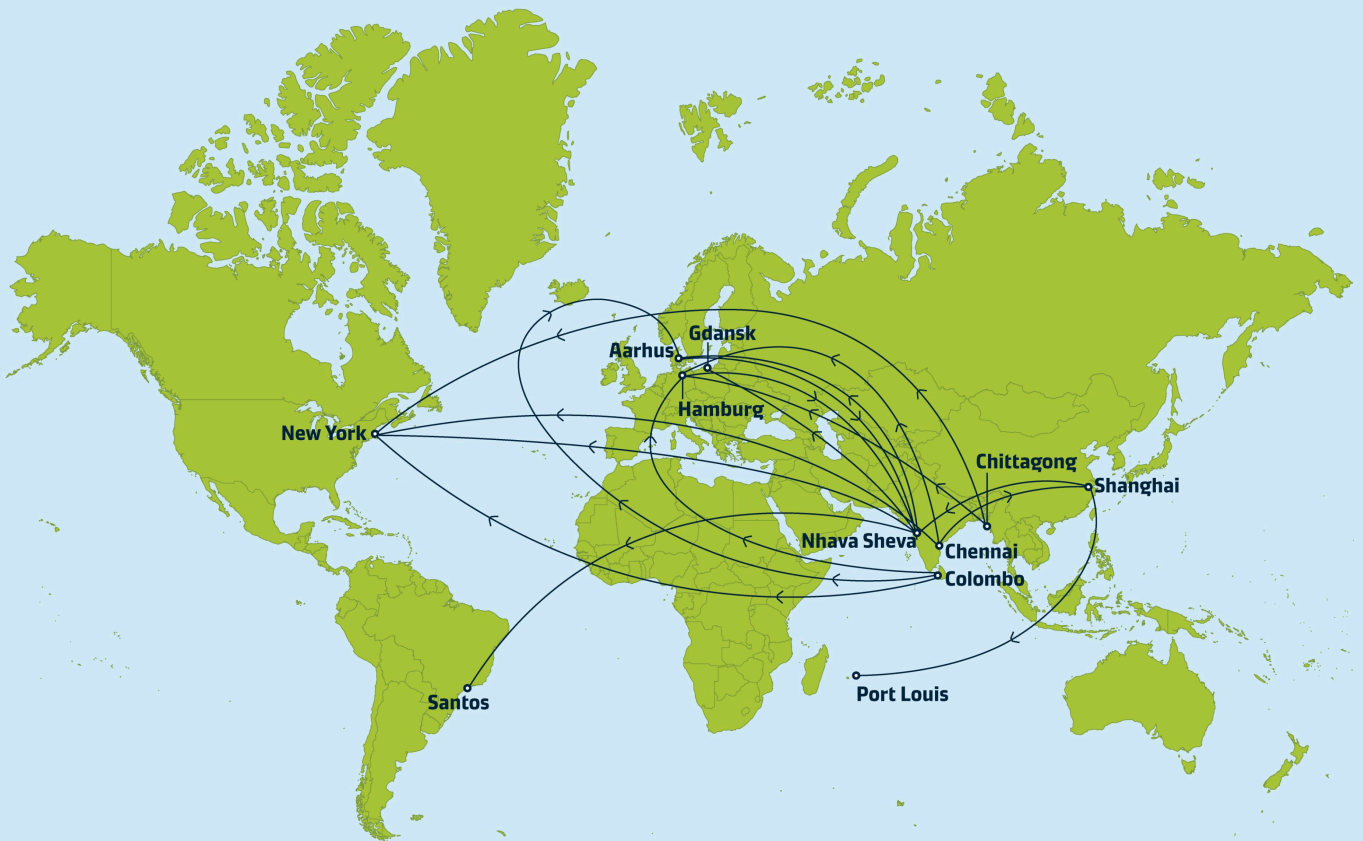 Gdansk
Aarhus
Hamburg
New York
Chittagong
Shanghai
Nhava Sheva
Chennai
Colombo
Santos
Port Louis